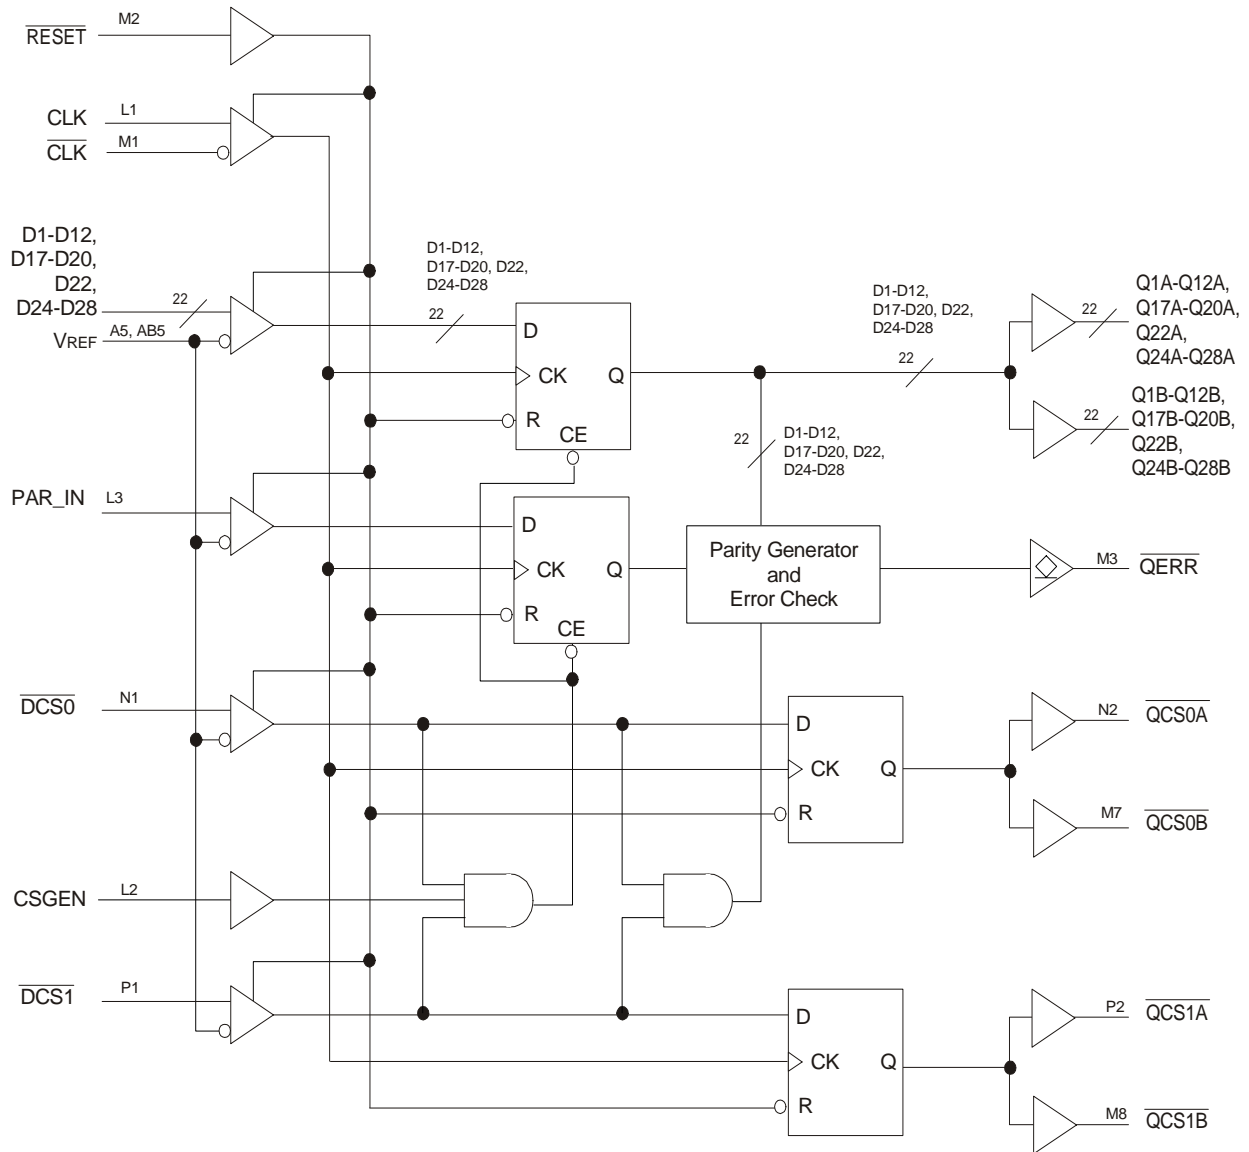 RESET
M2
CLK
L1
CLK
M1
D1-D12,
D17-D20,
D22,
D24-D28
22
VREF
A5, AB5
D1-D12,
D17-D20, D22,
D24-D28
22
D
CK
Q
R
CE
D1-D12,
D17-D20, D22,
D24-D28
22
22
Q1A-Q12A,
Q17A-Q20A,
Q22A,
Q24A-Q28A
22
Q1B-Q12B,
Q17B-Q20B,
Q22B,
Q24B-Q28B
22
D1-D12,
D17-D20, D22,
D24-D28
PAR_IN
L3
D
CK
Q
R
CE
Parity Generator
and
Error Check
M3
QERR
DCS0
N1
D
CK
Q
R
N2
QCS0A
M7
QCS0B
CSGEN
L2
DCS1
P1
D
CK
Q
R
P2
QCS1A
M8
QCS1B